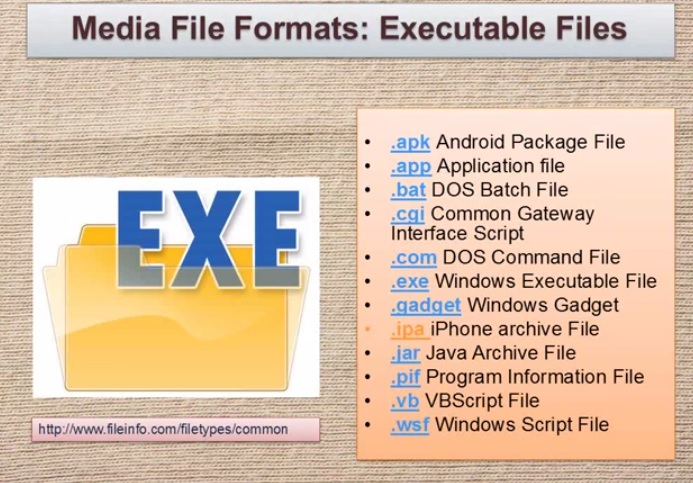 Media File Formats: Executable Files
EXE
http://www.fileinfo.com/filetypes/common
• .apk Android Package File
• .app Application file
• .bat DOS Batch File
• .cgi Common Gateway
Interface Script
• .com DOS Command File
• .exe Windows Executable File
• .gadget Windows Gadget
• .ipa iPhone archive File
• .jar Java Archive File
• .pif Program Information File
• .vb VBScript File
• .wsf Windows Script File